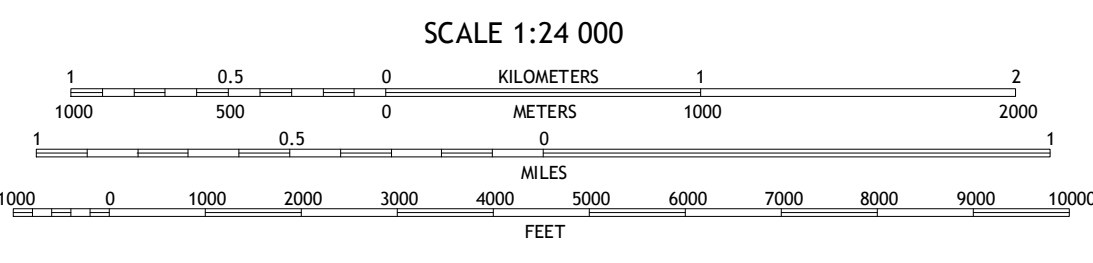 SCALE 1:24 000
1 0.5 0 KILOMETERS 1 2
1000 500 0 METERS 1000 2000
1 0.5 0 1
MILES
1000 0 1000 2000 3000 4000 5000 6000 7000 8000 9000 10000
FEET